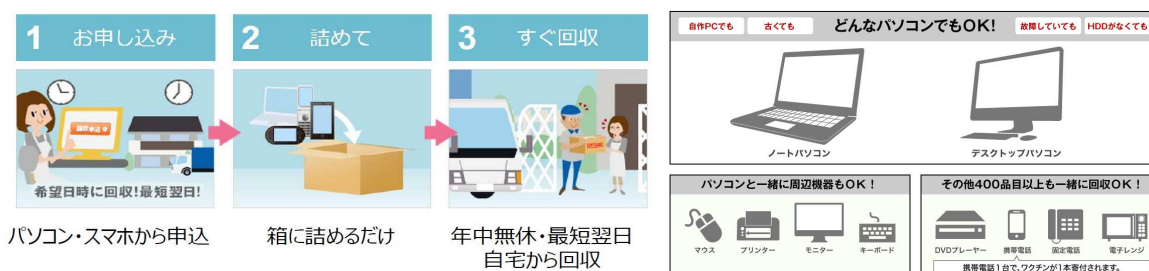 1 お申し込み
回収申込
希望日時に回収!最短翌日!
パソコン・スマホから申込
2 詰めて
箱に詰めるだけ
3 すぐ回収
年中無休・最短翌日
自宅から回収
自作PCでも 古くても どんなパソコンでもOK! 故障していても HDDがなくても
ノートパソコン デスクトップパソコン
パソコンと一緒に周辺機器もOK!
マウス プリンター モニター キーボード
その他400品目以上も一緒に回収OK!
DVDプレーヤー 携帯電話 固定電話 電子レンジ
携帯電話1台で、ワクチンが1本寄付されます。